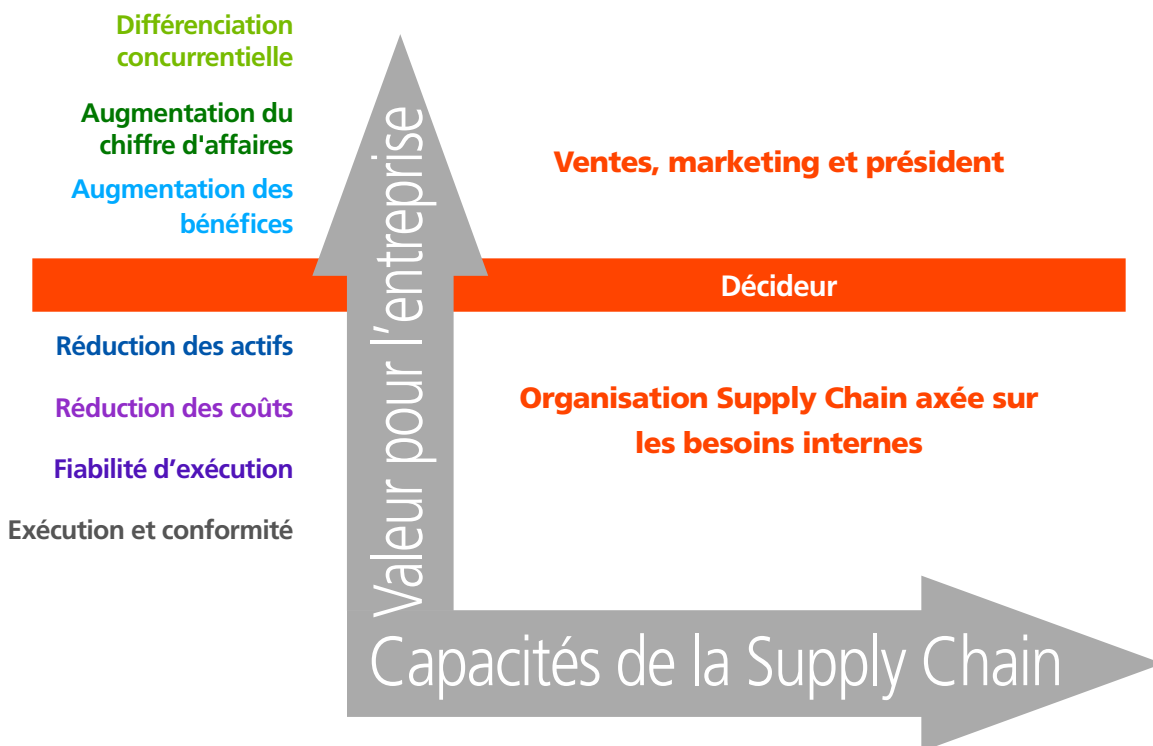 Différenciation
concurrentielle
Augmentation du
chiffre d'affaires
Augmentation des
bénéfices
Ventes, marketing et président
Décideur
Réduction des actifs
Réduction des coûts
Fiabilité d’exécution
Exécution et conformité
Organisation Supply Chain axée sur
les besoins internes
Valeur pour l’entreprise
Capacités de la Supply Chain